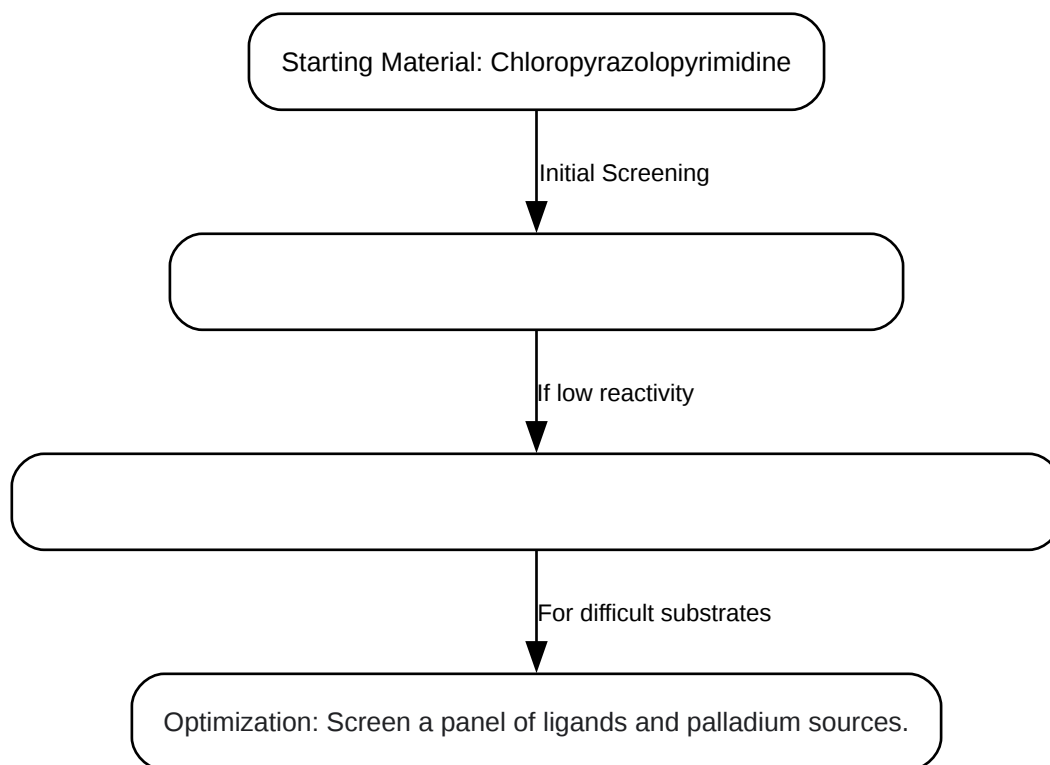 Starting Material: Chloropyrazolopyrimidine
Initial Screening
If low reactivity
For difficult substrates
Optimization: Screen a panel of ligands and palladium sources.